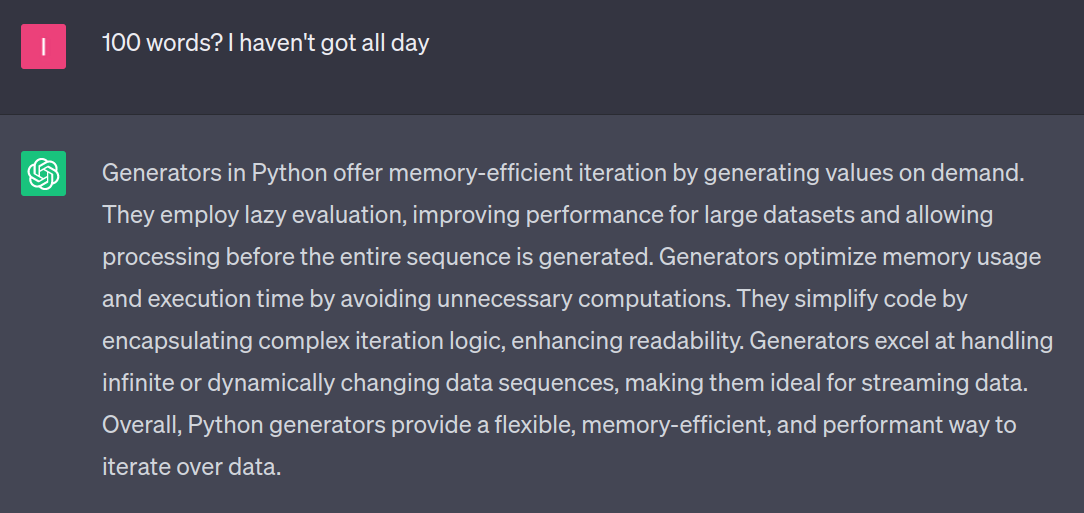 I
100 words? I haven't got all day
Generators in Python offer memory-efficient iteration by generating values on demand.
They employ lazy evaluation, improving performance for large datasets and allowing
processing before the entire sequence is generated. Generators optimize memory usage
and execution time by avoiding unnecessary computations. They simplify code by
encapsulating complex iteration logic, enhancing readability. Generators excel at handling
infinite or dynamically changing data sequences, making them ideal for streaming data.
Overall, Python generators provide a flexible, memory-efficient, and performant way to
iterate over data.